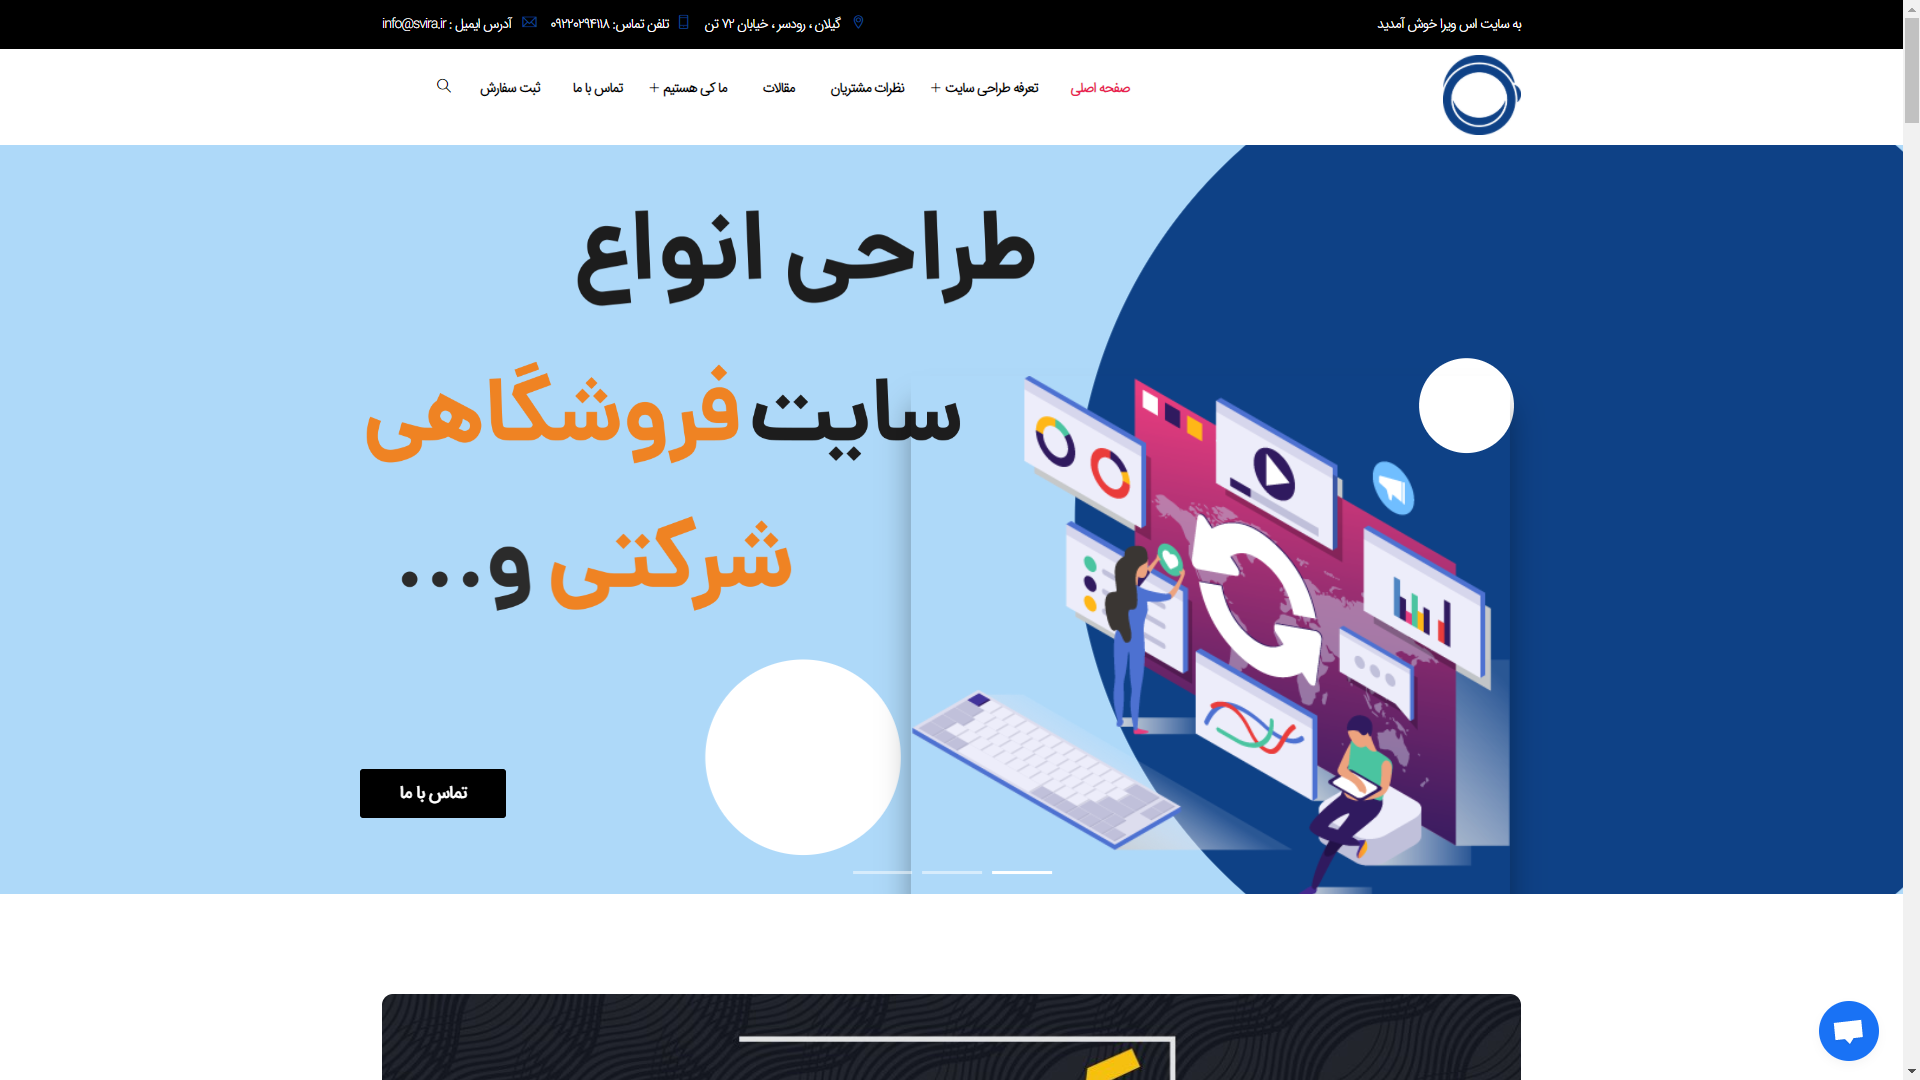 به سایت اس ویرا خوش آمدید
گیلان ، رودسر ، خیابان ۷۲ تن
تلفن تماس: ۰۹۲۲۰۲۹۴۱۱۸
آدرس ایمیل : info@svira.ir
صفحه اصلی
تعرفه طراحی سایت +
نظرات مشتریان
مقالات
ما کی هستیم +
تماس با ما
ثبت سفارش
طراحی انواع
سایت فروشگاهی
شرکتی و...
تماس با ما